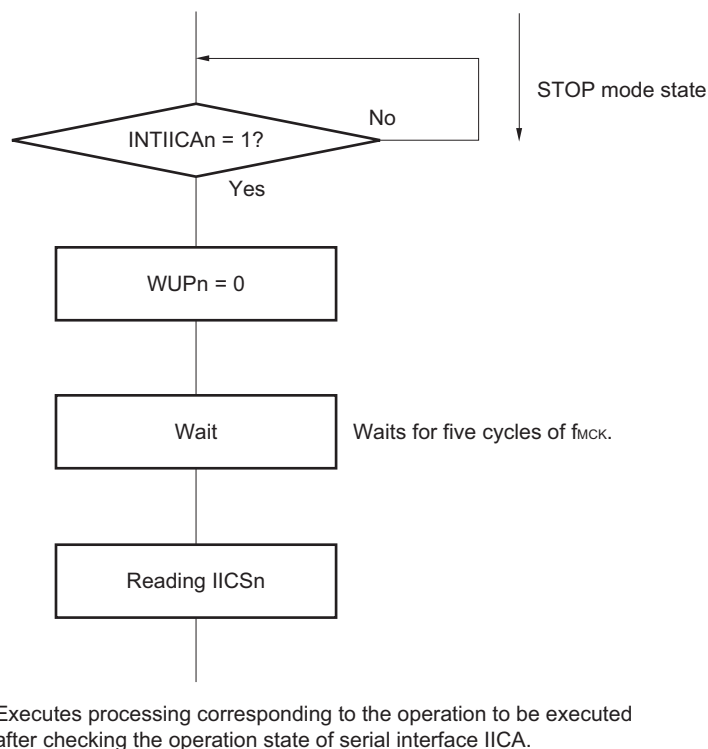 STOP mode state
No
INTIICAn = 1?
Yes
WUPn = 0
Wait
Waits for five cycles of fMCK.
Reading IICSn
Executes processing corresponding to the operation to be executed
after checking the operation state of serial interface IICA.